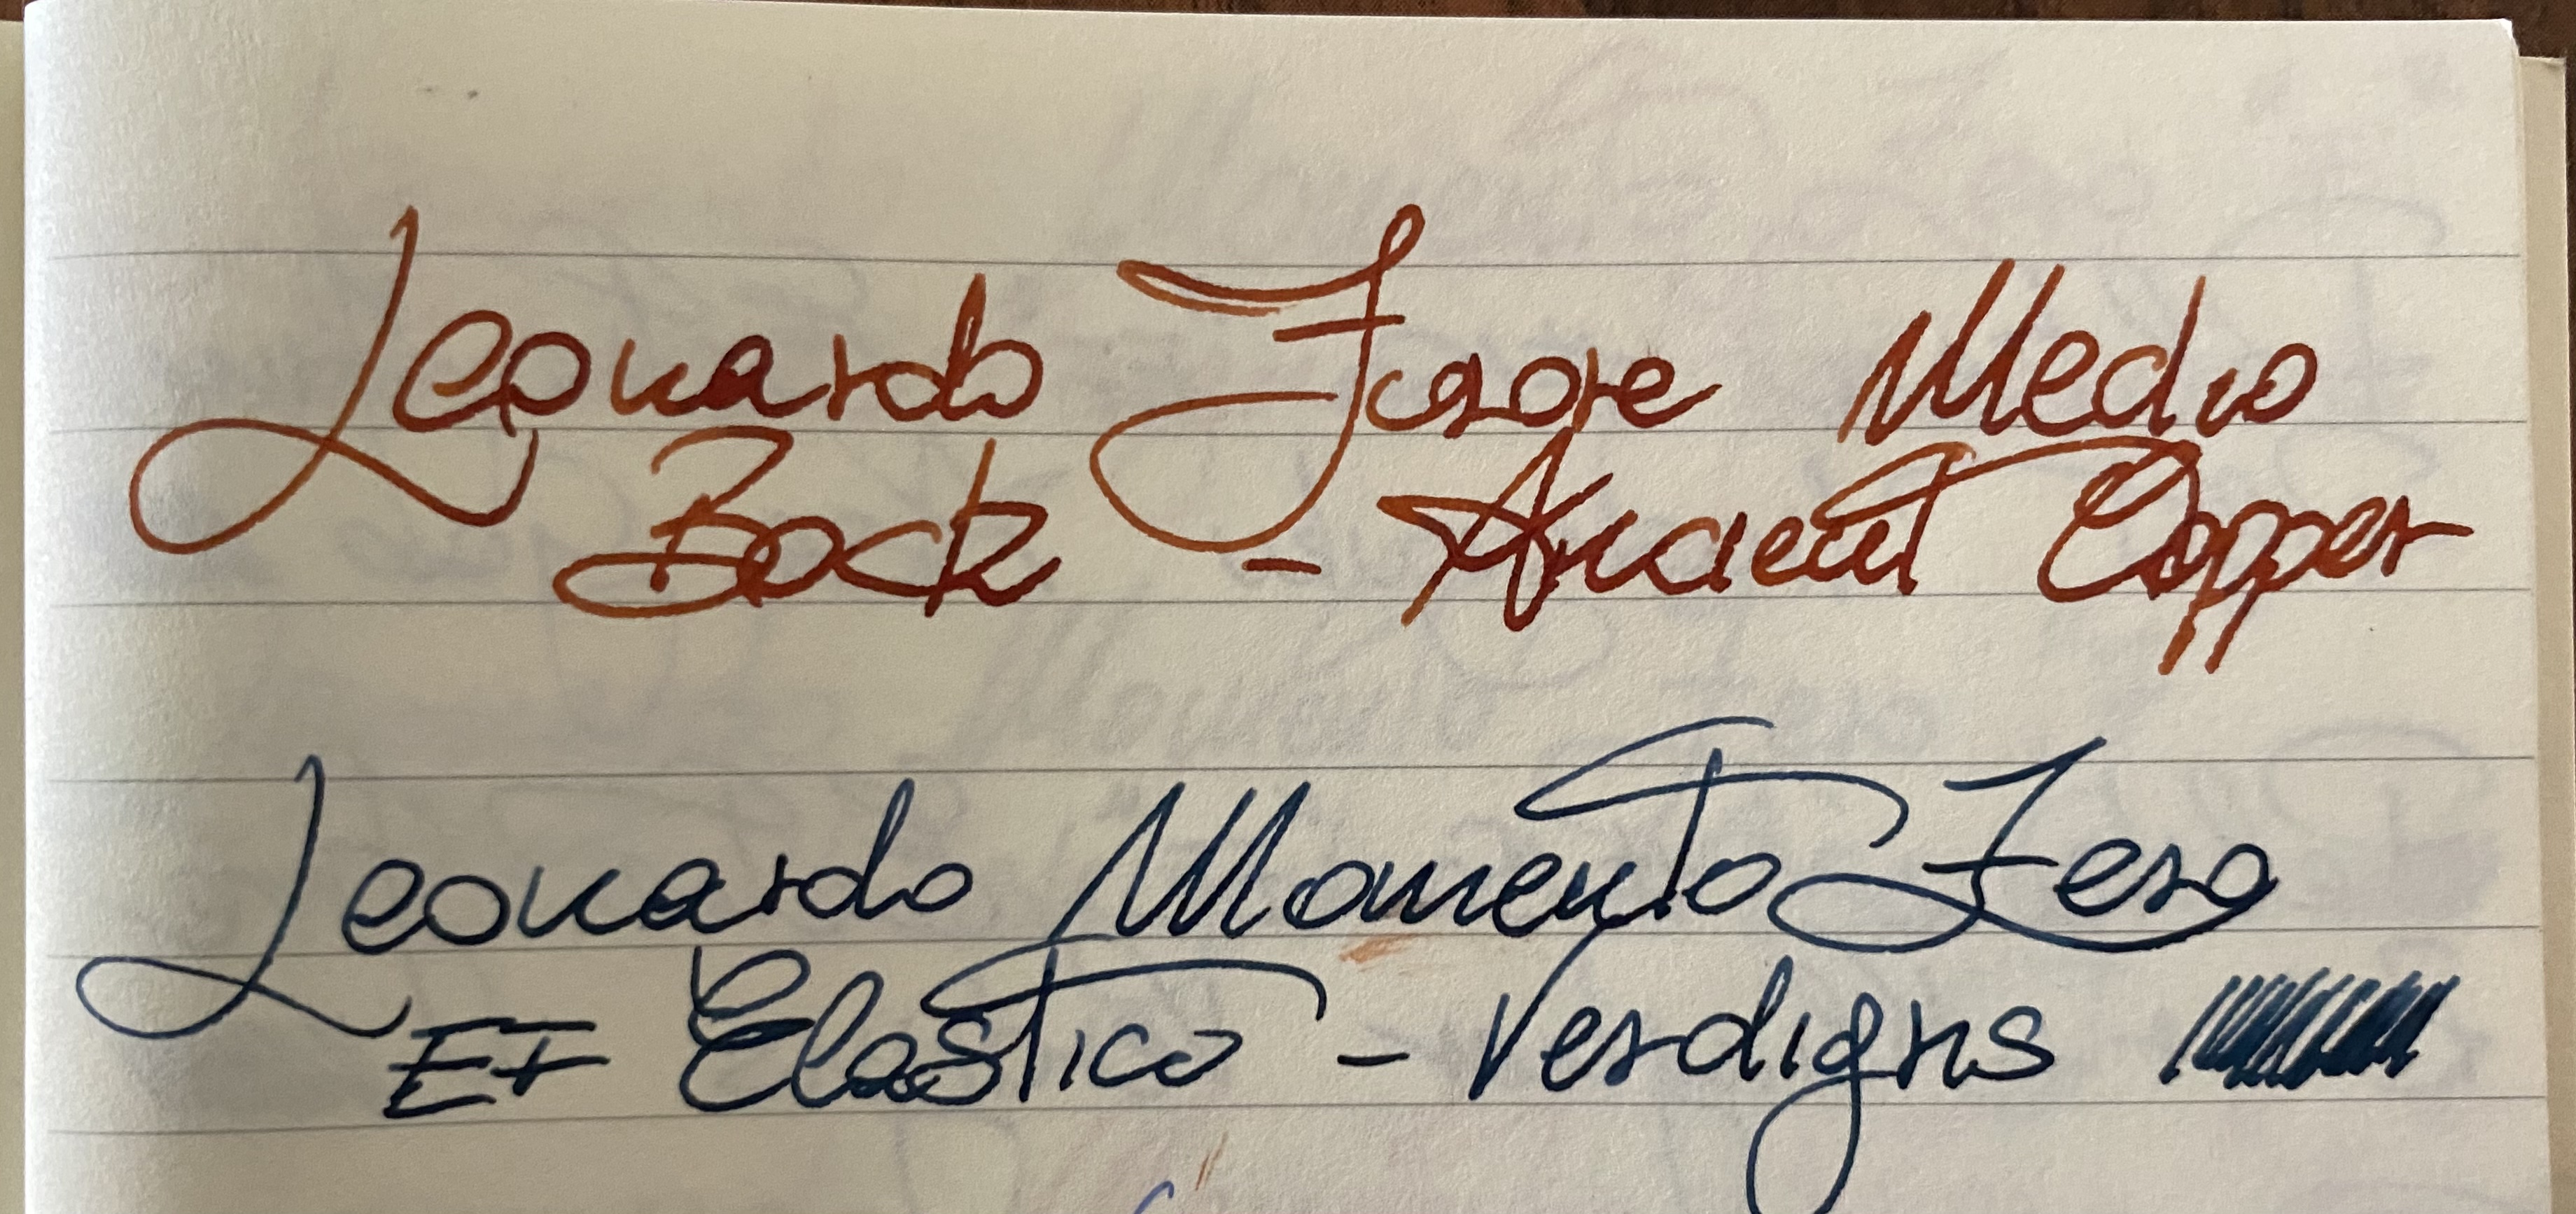 Leonardo Furore Medio
Bock - Ancient Copper
Leonardo Momento Zero
EF Elastico - Verdigris